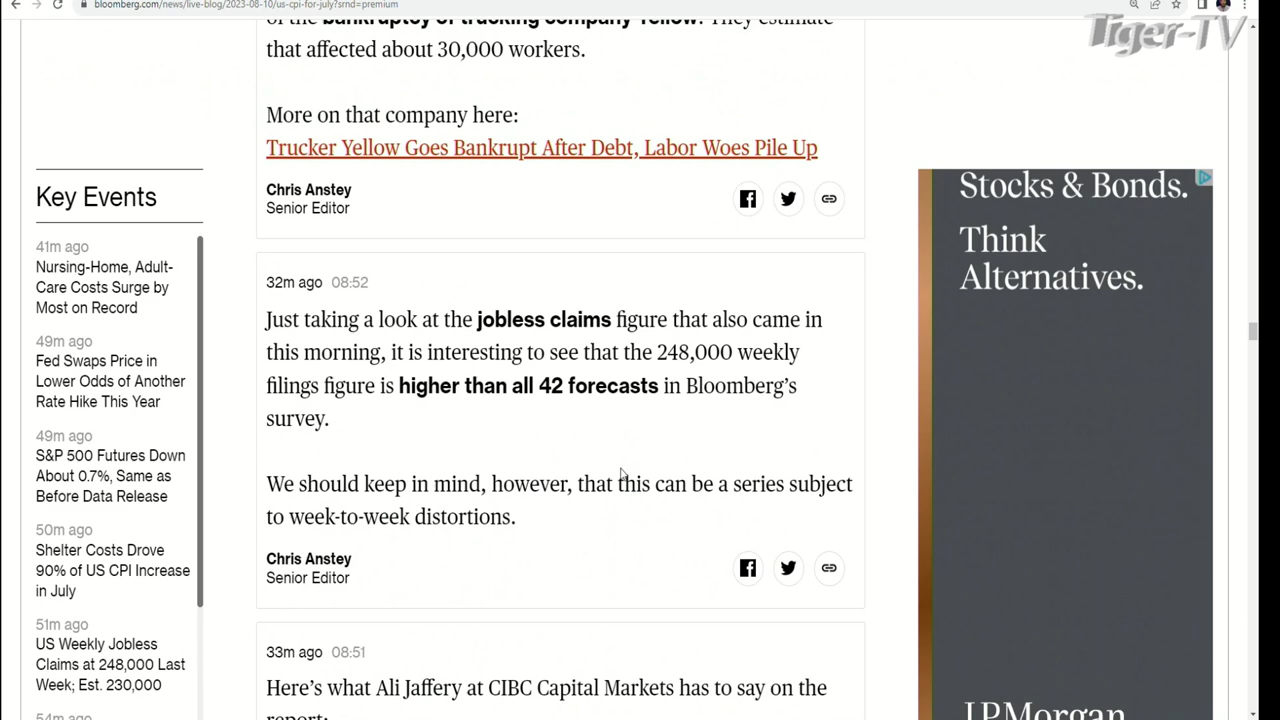 bloomberg.com/news/live-blog/2023-08-10/us-cpi-for-july?srnd=premium
Tiger-TV
of the bankruptcy of trucking company Yellow. They estimate
that affected about 30,000 workers.
More on that company here:
Trucker Yellow Goes Bankrupt After Debt, Labor Woes Pile Up
Chris Anstey
Senior Editor
Key Events
41m ago
Nursing-Home, Adult-
Care Costs Surge by
Most on Record
49m ago
Fed Swaps Price in
Lower Odds of Another
Rate Hike This Year
49m ago
S&P 500 Futures Down
About 0.7%, Same as
Before Data Release
50m ago
Shelter Costs Drove
90% of US CPI Increase
in July
51m ago
US Weekly Jobless
Claims at 248,000 Last
Week; Est. 230,000
54m ago
32m ago 08:52
Just taking a look at the jobless claims figure that also came in
this morning, it is interesting to see that the 248,000 weekly
filings figure is higher than all 42 forecasts in Bloomberg's
survey.
We should keep in mind, however, that this can be a series subject
to week-to-week distortions.
Chris Anstey
Senior Editor
33m ago 08:51
Here's what Ali Jaffery at CIBC Capital Markets has to say on the
report:
Stocks & Bonds.
Think
Alternatives.
J.P.Morgan